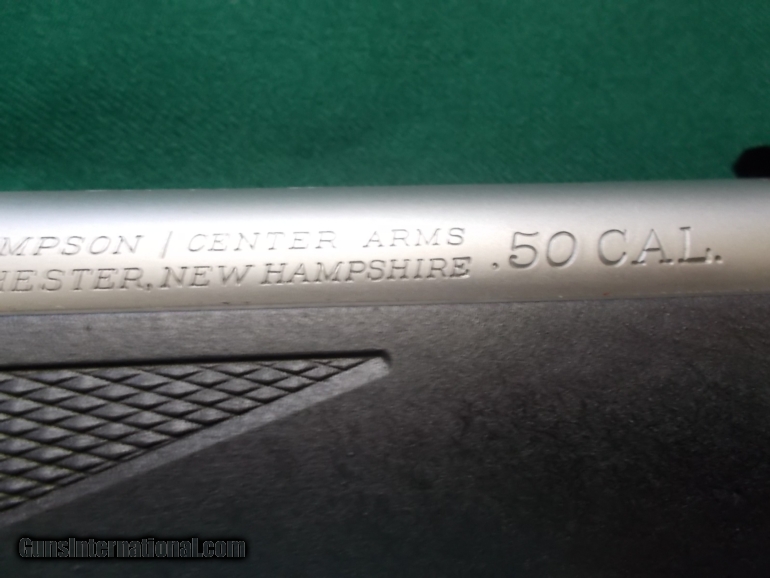 MPSON / CENTER ARMS
HESTER, NEW HAMPSHIRE
.50 CAL.
GunsInternational.com